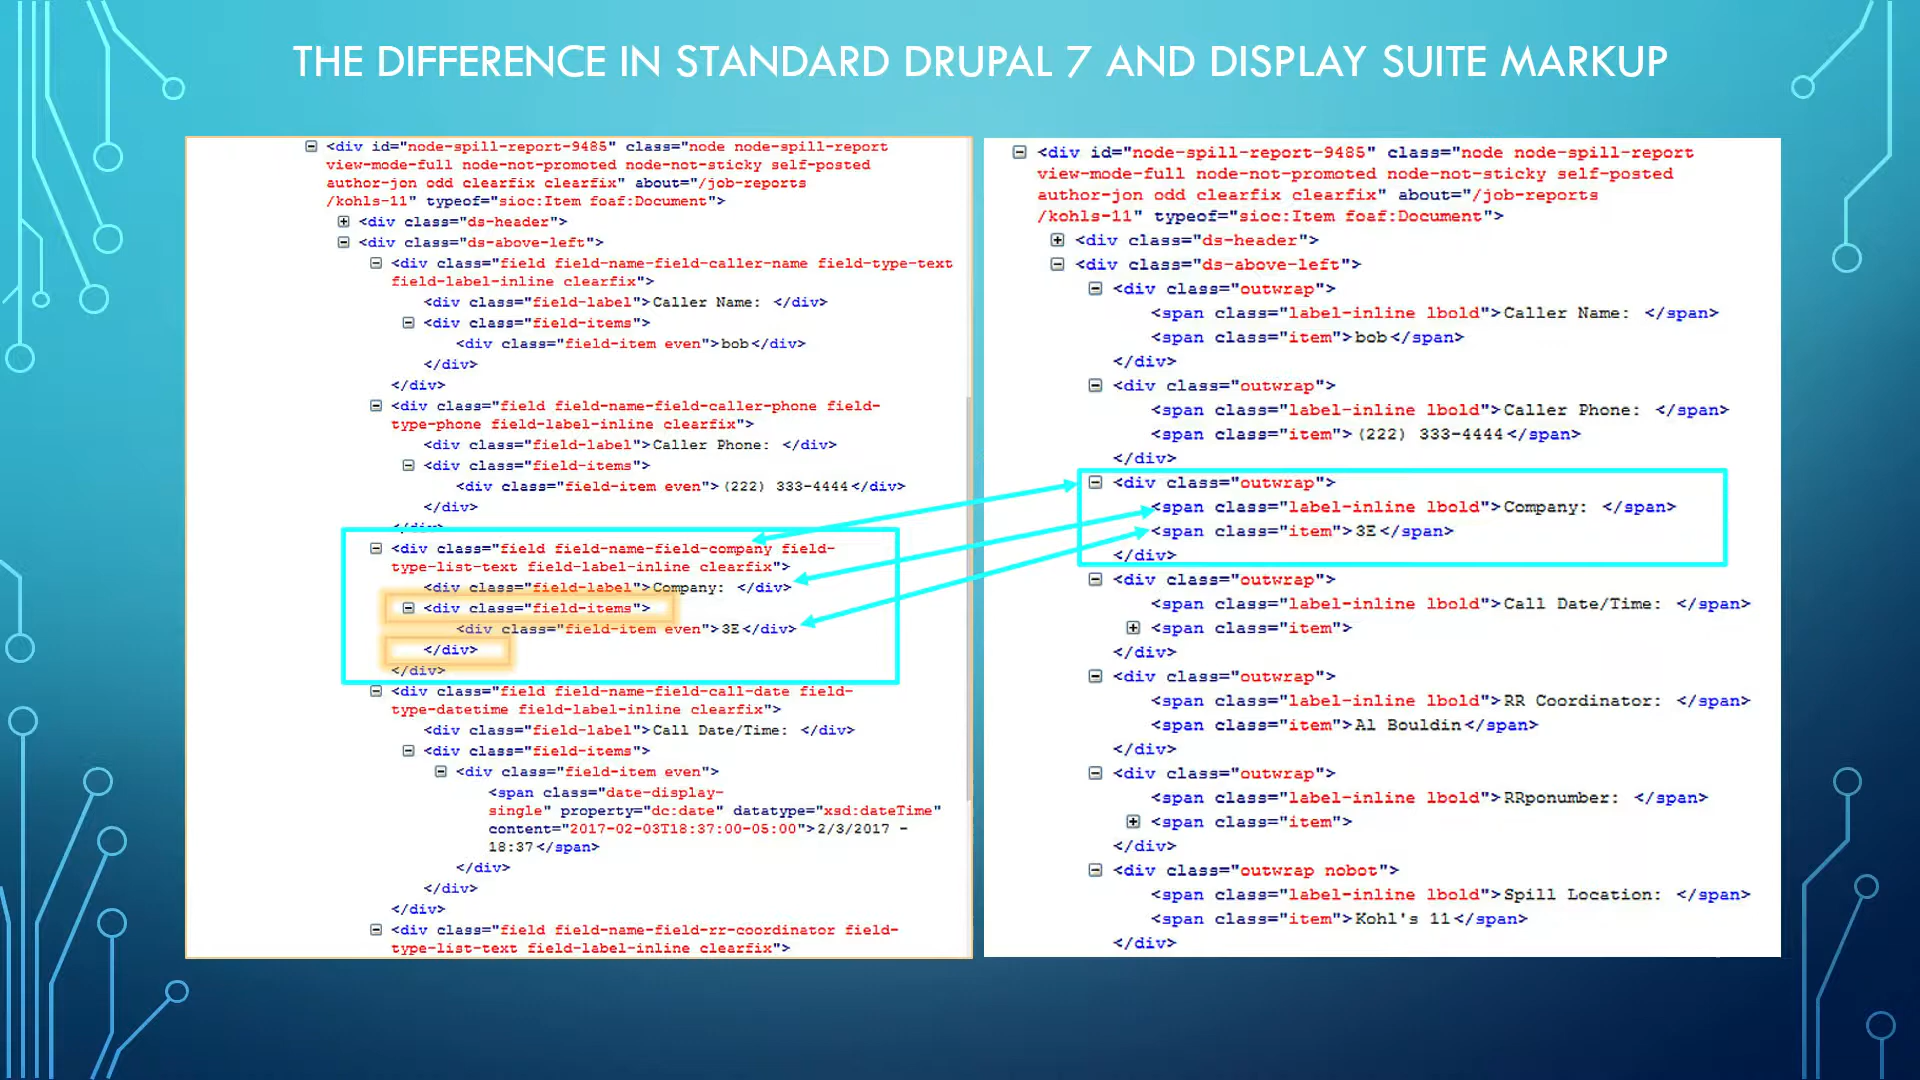 THE DIFFERENCE IN STANDARD DRUPAL 7 AND DISPLAY SUITE MARKUP
<div id="node-spill-report-9485" class="node node-spill-report
view-mode-full node-not-promoted node-not-sticky self-posted
author-jon odd clearfix clearfix" about="/job-reports
/kohls-11" typeof="sioc:Item foaf:Document">
<div class="ds-header">
<div class="ds-above-left">
<div class="field field-name-field-caller-name field-type-text
field-label-inline clearfix">
<div class="field-label">Caller Name: </div>
<div class="field-items">
<div class="field-item even">bob</div>
</div>
</div>
<div class="field field-name-field-caller-phone field-
type-phone field-label-inline clearfix">
<div class="field-label">Caller Phone: </div>
<div class="field-items">
<div class="field-item even">(222) 333-4444</div>
</div>
</div>
<div class="field field-name-field-company field-
type-list-text field-label-inline clearfix">
<div class="field-label">Company: </div>
<div class="field-items">
<div class="field-item even">3E</div>
</div>
</div>
<div class="field field-name-field-call-date field-
type-datetime field-label-inline clearfix">
<div class="field-label">Call Date/Time: </div>
<div class="field-items">
<div class="field-item even">
<span class="date-display-
single" property="dc:date" datatype="xsd:dateTime"
content="2017-02-03T18:37:00-05:00">2/3/2017 -
18:37</span>
</div>
</div>
</div>
<div class="field field-name-field-rr-coordinator field-
type-list-text field-label-inline clearfix">
<div id="node-spill-report-9485" class="node node-spill-report
view-mode-full node-not-promoted node-not-sticky self-posted
author-jon odd clearfix clearfix" about="/job-reports
/kohls-11" typeof="sioc:Item foaf:Document">
<div class="ds-header">
<div class="ds-above-left">
<div class="outwrap">
<span class="label-inline lbold">Caller Name: </span>
<span class="item">bob</span>
</div>
<div class="outwrap">
<span class="label-inline lbold">Caller Phone: </span>
<span class="item">(222) 333-4444</span>
</div>
<div class="outwrap">
<span class="label-inline lbold">Company: </span>
<span class="item">3E</span>
</div>
<div class="outwrap">
<span class="label-inline lbold">Call Date/Time: </span>
<span class="item">
</div>
<div class="outwrap">
<span class="label-inline lbold">RR Coordinator: </span>
<span class="item">Al Bouldin</span>
</div>
<div class="outwrap">
<span class="label-inline lbold">RRponumber: </span>
<span class="item">
</div>
<div class="outwrap nobot">
<span class="label-inline lbold">Spill Location: </span>
<span class="item">Kohl's 11</span>
</div>